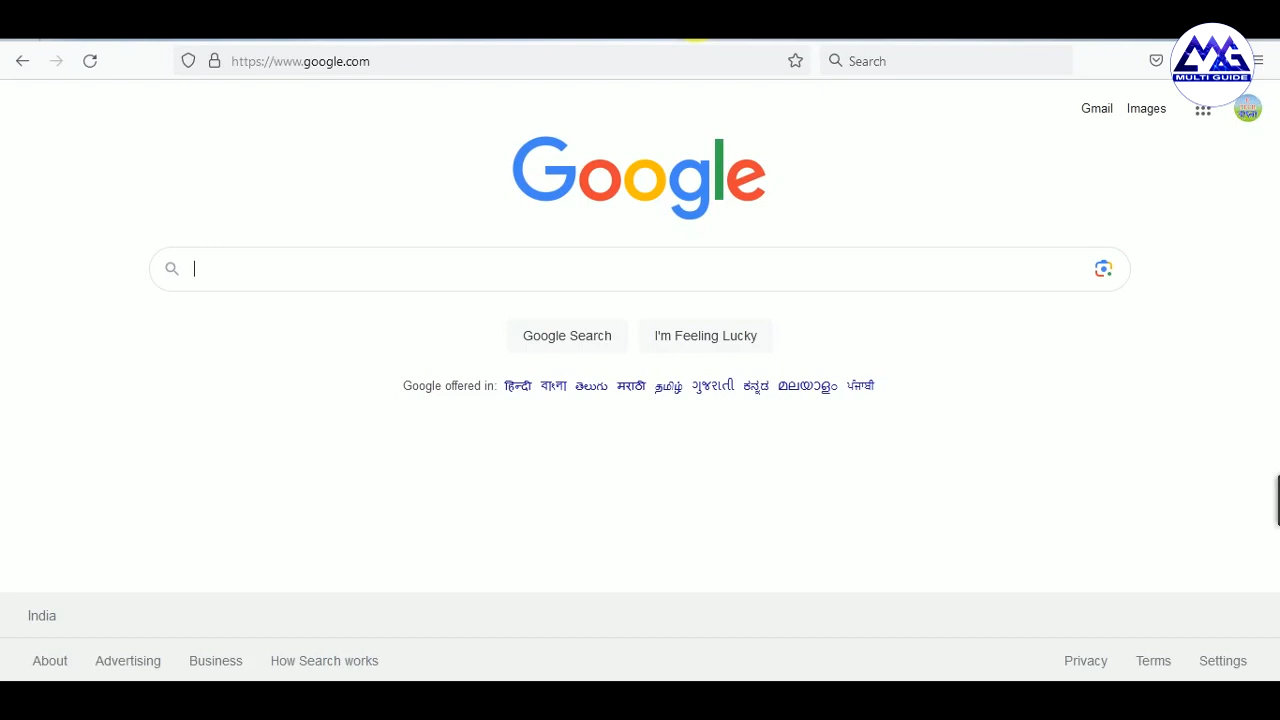 https://www.google.com
Search
MULTI GUIDE
Gmail
Images
Google
Google Search
I'm Feeling Lucky
Google offered in: हिन्दी বাংলা తెలుగు मराठी தமிழ் ગુજરાતી ಕನ್ನಡ മലയാളം ਪੰਜਾਬੀ
India
About
Advertising
Business
How Search works
Privacy
Terms
Settings